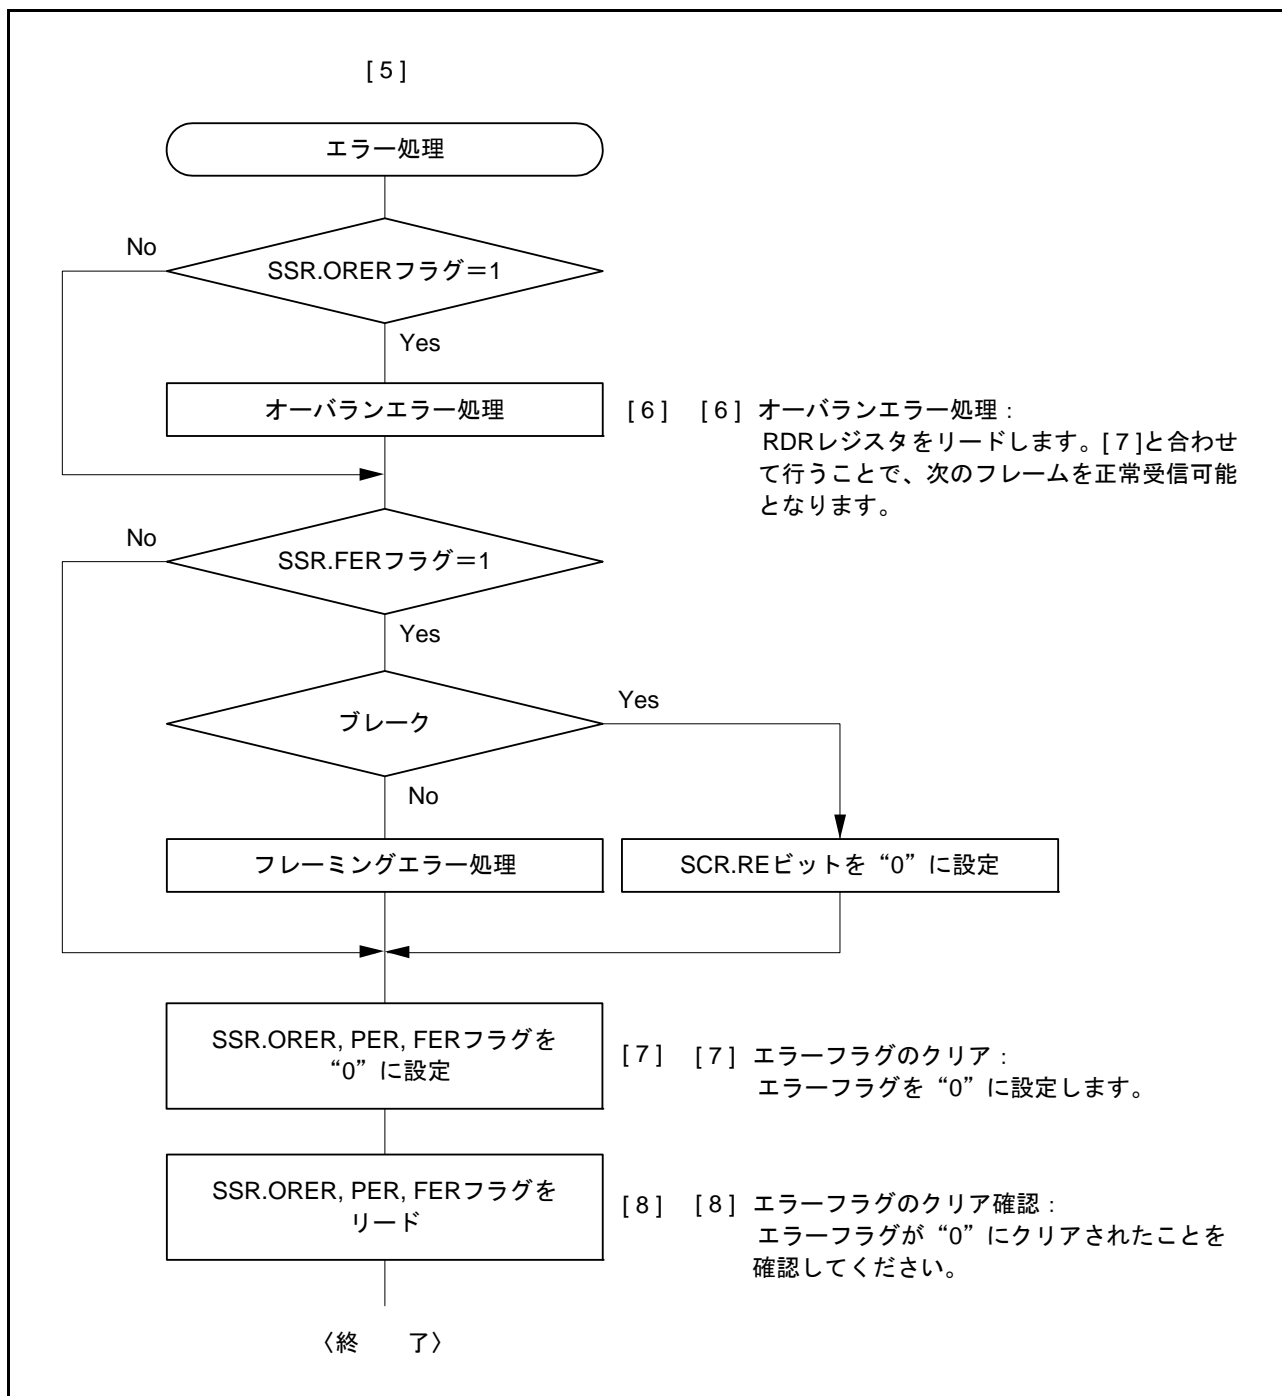 [ 5 ]
エラー処理
No
SSR.ORERフラグ＝1
Yes
オーバランエラー処理
[ 6 ]
[ 6 ] オーバランエラー処理：
RDRレジスタをリードします。[ 7 ]と合わせ
て行うことで、次のフレームを正常受信可能
となります。
No
SSR.FERフラグ＝1
Yes
ブレーク
Yes
No
フレーミングエラー処理
SCR.REビットを“0”に設定
SSR.ORER, PER, FERフラグを
“0”に設定
[ 7 ]
[ 7 ] エラーフラグのクリア：
エラーフラグを“0”に設定します。
SSR.ORER, PER, FERフラグを
リード
[ 8 ]
[ 8 ] エラーフラグのクリア確認：
エラーフラグが“0”にクリアされたことを
確認してください。
〈終　　了〉